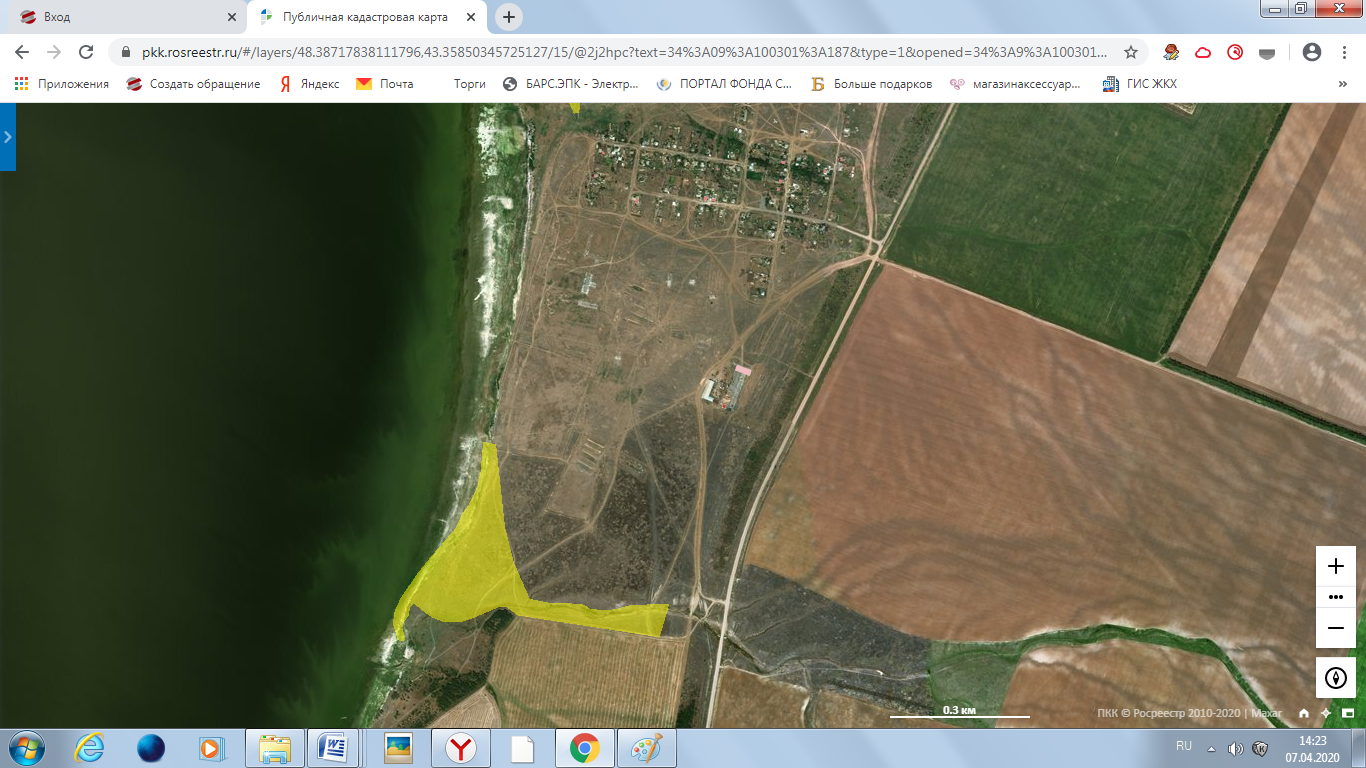 Вход
Публичная кадастровая карта
pkk.rosreestr.ru/#/layers/48.38717838111796,43.35850345725127/15/@2j2hpc?text=34%3A09%3A100301%3A187&type=1&opened=34%3A9%3A100301...
Приложения Создать обращение Яндекс Почта Торги БАРС.ЭПК - Электр... ПОРТАЛ ФОНДА С... Больше подарков магазинаксессуар... ГИС ЖКХ »
0.3 км
ПКК © Росреестр 2010-2020 | Maxar
RU
14:23
07.04.2020